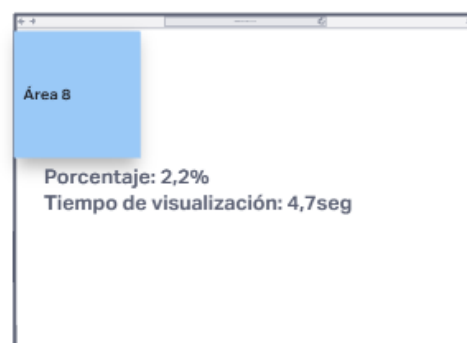 Área 8
Porcentaje: 2,2%
Tiempo de visualización: 4,7seg